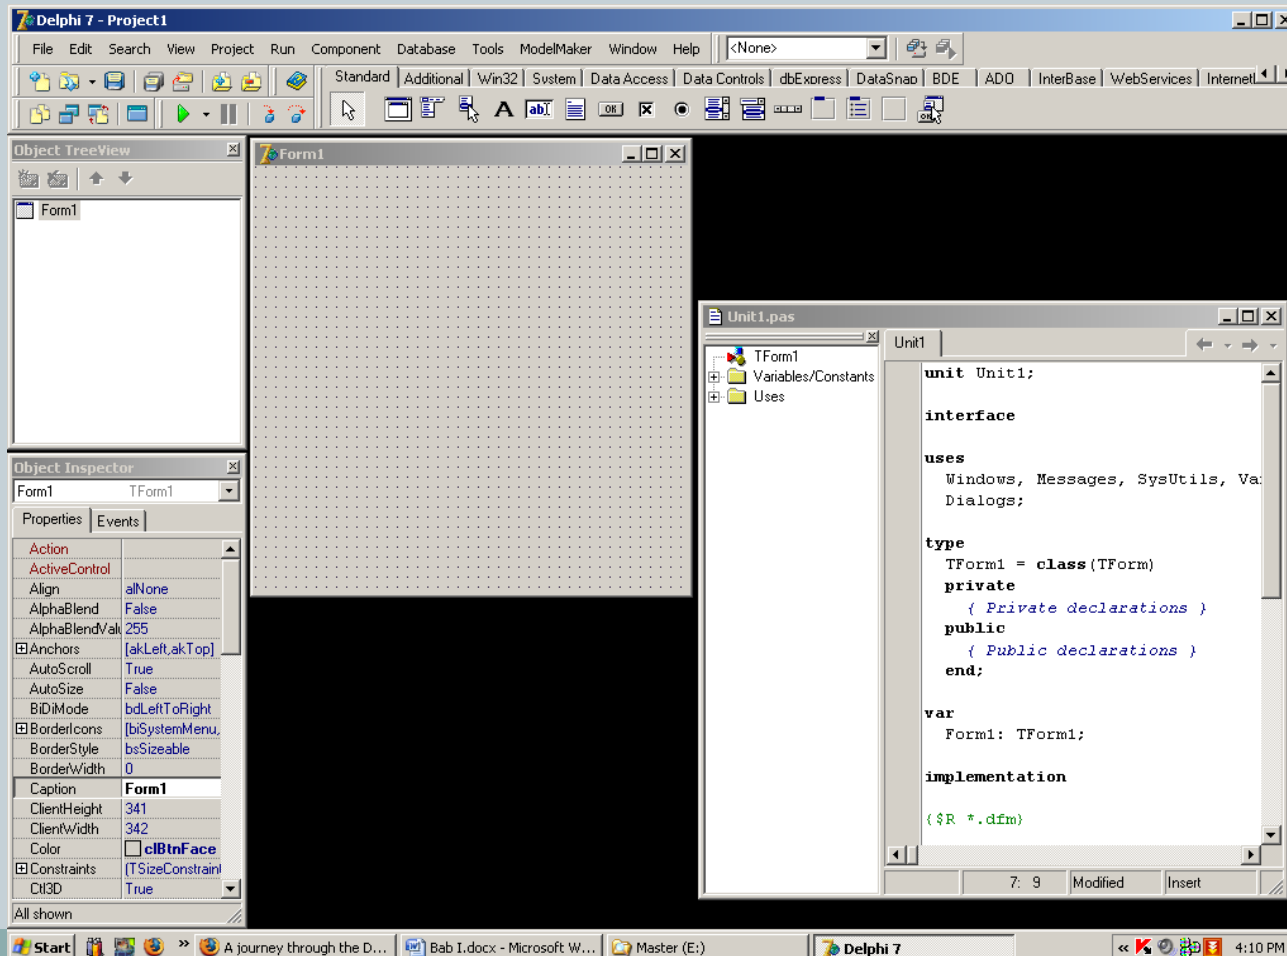 Delphi 7 - Project1
File Edit Search View Project Run Component Database Tools ModelMaker Window Help <None>
Standard Additional Win32 System Data Access Data Controls dbExpress DataSnap BDE ADO InterBase WebServices Internet
A ab OK
Object TreeView
Form1
Form1
Object Inspector
Form1 TForm1
Properties Events
Action
ActiveControl
Align alNone
AlphaBlend False
AlphaBlendValu 255
Anchors [akLeft,akTop]
AutoScroll True
AutoSize False
BiDiMode bdLeftToRight
BorderIcons [biSystemMenu,
BorderStyle bsSizeable
BorderWidth 0
Caption Form1
ClientHeight 341
ClientWidth 342
Color clBtnFace
Constraints (TSizeConstraint
Ctl3D True
All shown
Unit1.pas
TForm1
Variables/Constants
Uses
Unit1
unit Unit1;
interface
uses
Windows, Messages, SysUtils, Va
Dialogs;
type
TForm1 = class(TForm)
private
{ Private declarations }
public
{ Public declarations }
end;
var
Form1: TForm1;
implementation
{$R *.dfm}
7: 9 Modified Insert
Start » A journey through the D... Bab I.docx - Microsoft W... Master (E:) Delphi 7 « 4:10 PM